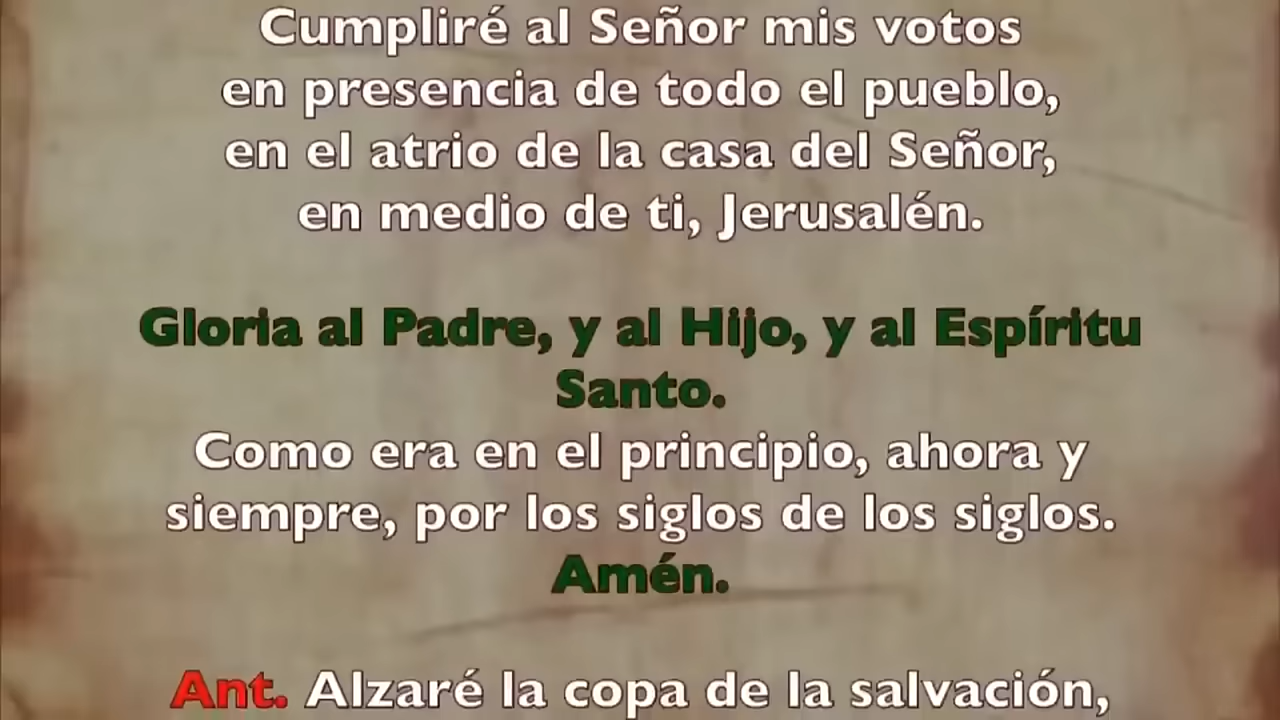 Cumpliré al Señor mis votos
en presencia de todo el pueblo,
en el atrio de la casa del Señor,
en medio de ti, Jerusalén.
Gloria al Padre, y al Hijo, y al Espíritu
Santo.
Como era en el principio, ahora y
siempre, por los siglos de los siglos.
Amén.
Ant. Alzaré la copa de la salvación,